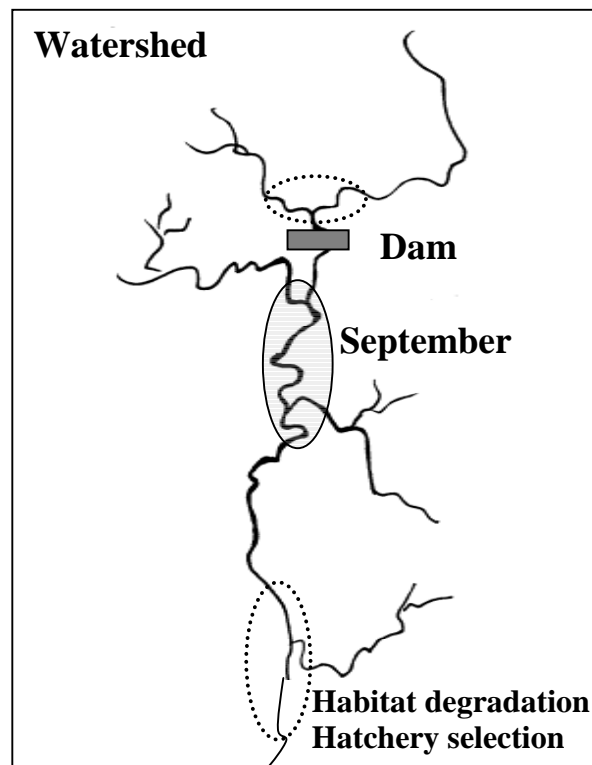 Watershed
Dam
September
Habitat degradation
Hatchery selection